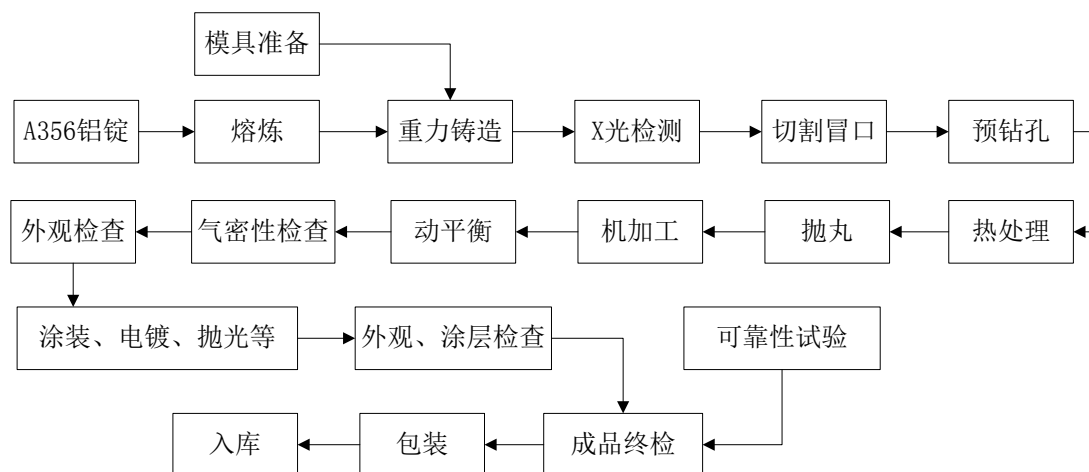 模具准备
A356铝锭
熔炼
重力铸造
X光检测
切割冒口
预钻孔
外观检查
气密性检查
动平衡
机加工
抛丸
热处理
涂装、电镀、抛光等
外观、涂层检查
可靠性试验
入库
包装
成品终检